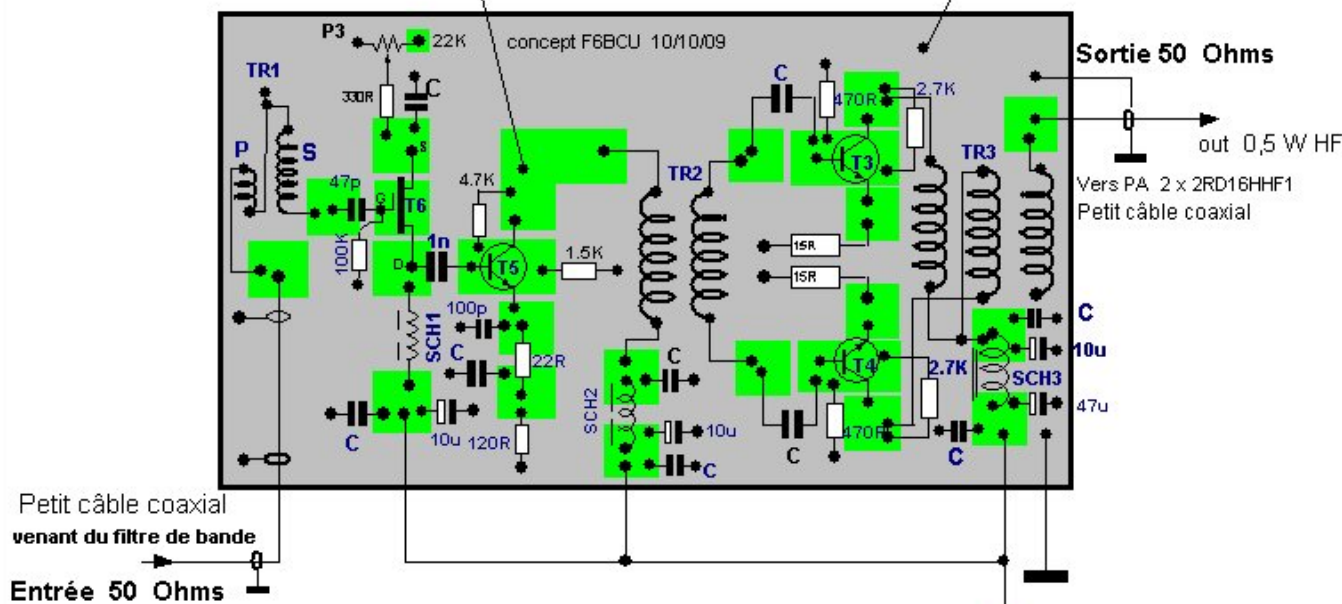 P3
22K
concept F6BCU 10/10/09
Sortie 50 Ohms
TR1
C
C
330R
470R
2.7K
P
S
S
out 0,5 W HF
47p
G
T6
4.7K
TR2
T3
TR3
Vers PA 2 x 2RD16HHF1
Petit câble coaxial
100K
1n
D
T5
1.5K
15R
15R
100p
SCH1
C
22R
C
C
10u
T4
2.7K
SCH3
SCH2
47u
C
10u
120R
10u
C
C
470R
C
Petit câble coaxial
venant du filtre de bande
Entrée 50 Ohms